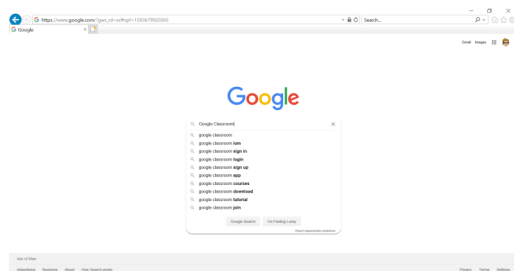 https://www.google.com/?gws_rd=ssl
Search...
Google
Gmail Images
Google
Google Classroom
google classroom
google classroom iom
google classroom sign in
google classroom login
google classroom sign up
google classroom app
google classroom courses
google classroom download
google classroom tutorial
google classroom join
Google Search I'm Feeling Lucky
Report inappropriate predictions
Isle of Man
Advertising Business About How Search works
Privacy Terms Settings